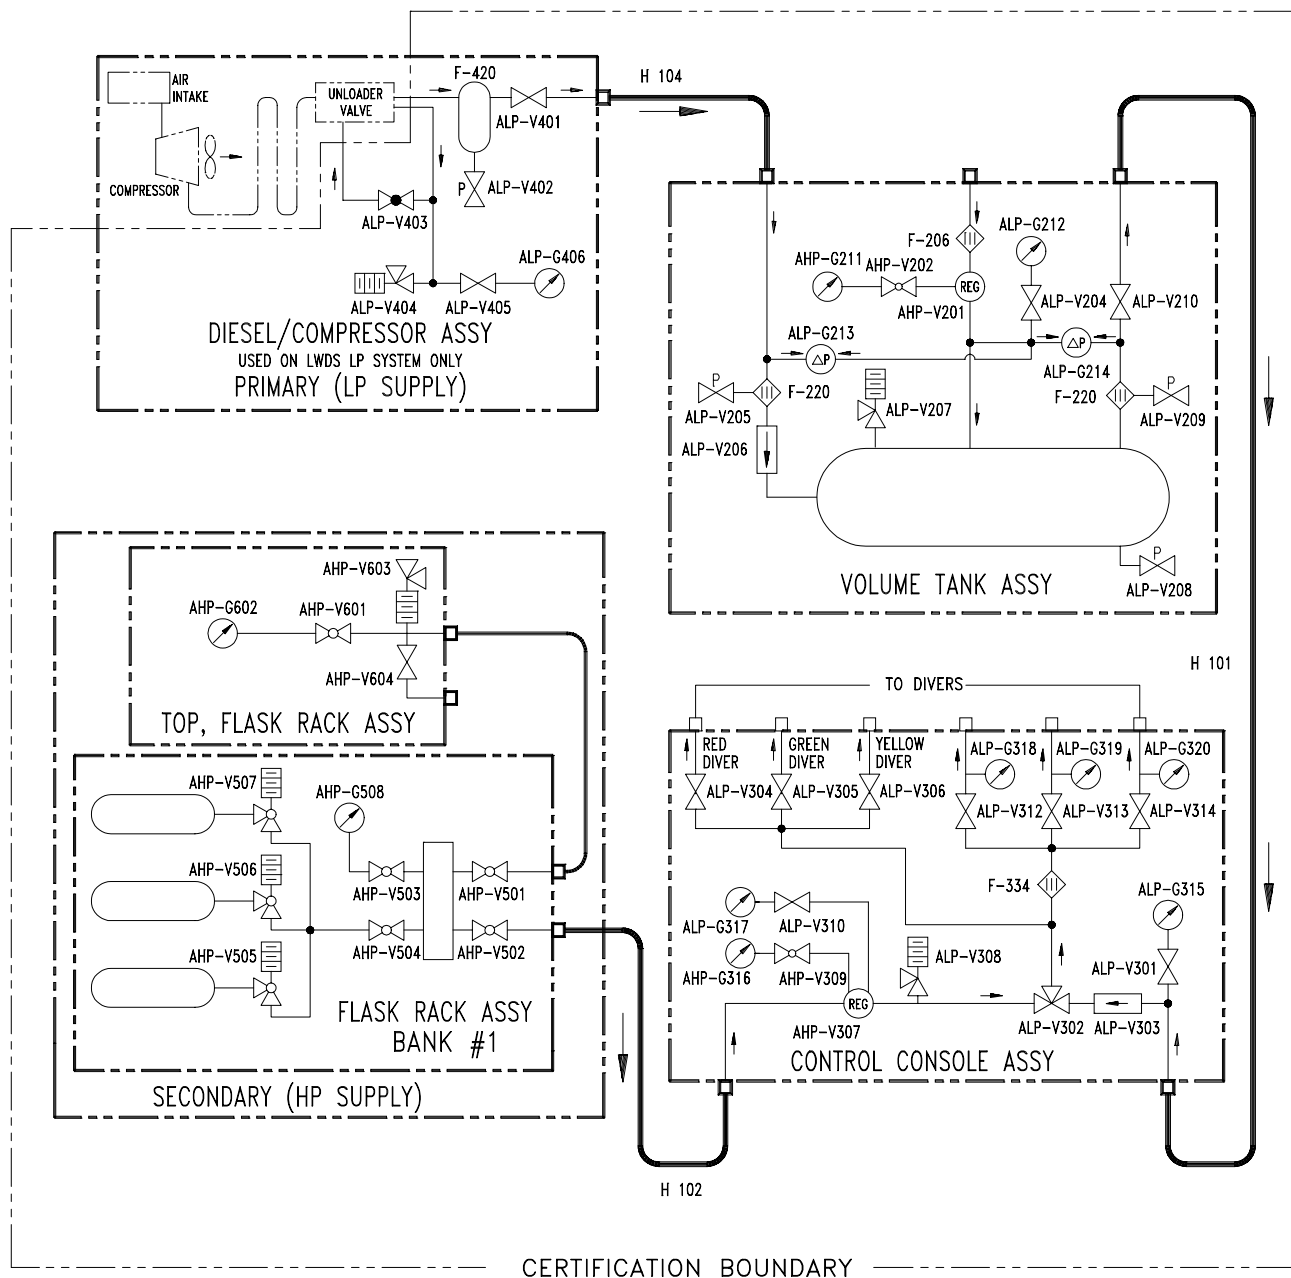 H 104
AIR
INTAKE
COMPRESSOR
UNLOADER
VALVE
F-420
ALP-V401
P
ALP-V402
ALP-V403
ALP-G406
ALP-V404
ALP-V405
DIESEL/COMPRESSOR ASSY
USED ON LWDS LP SYSTEM ONLY
PRIMARY (LP SUPPLY)
F-206
ALP-G212
AHP-G211
AHP-V202
REG
AHP-V201
ALP-V204
ALP-V210
ALP-G213
ΔP
ΔP
ALP-G214
P
F-220
ALP-V205
ALP-V207
F-220
P
ALP-V209
ALP-V206
P
ALP-V208
VOLUME TANK ASSY
AHP-V603
AHP-G602
AHP-V601
AHP-V604
TOP, FLASK RACK ASSY
AHP-V507
AHP-G508
AHP-V506
AHP-V503
AHP-V501
AHP-V505
AHP-V504
AHP-V502
FLASK RACK ASSY
BANK #1
SECONDARY (HP SUPPLY)
H 101
TO DIVERS
RED
DIVER
GREEN
DIVER
YELLOW
DIVER
ALP-G318
ALP-G319
ALP-G320
ALP-V304
ALP-V305
ALP-V306
ALP-V312
ALP-V313
ALP-V314
F-334
ALP-G315
ALP-G317
ALP-V310
AHP-G316
AHP-V309
ALP-V308
ALP-V301
REG
AHP-V307
ALP-V302
ALP-V303
CONTROL CONSOLE ASSY
H 102
CERTIFICATION BOUNDARY